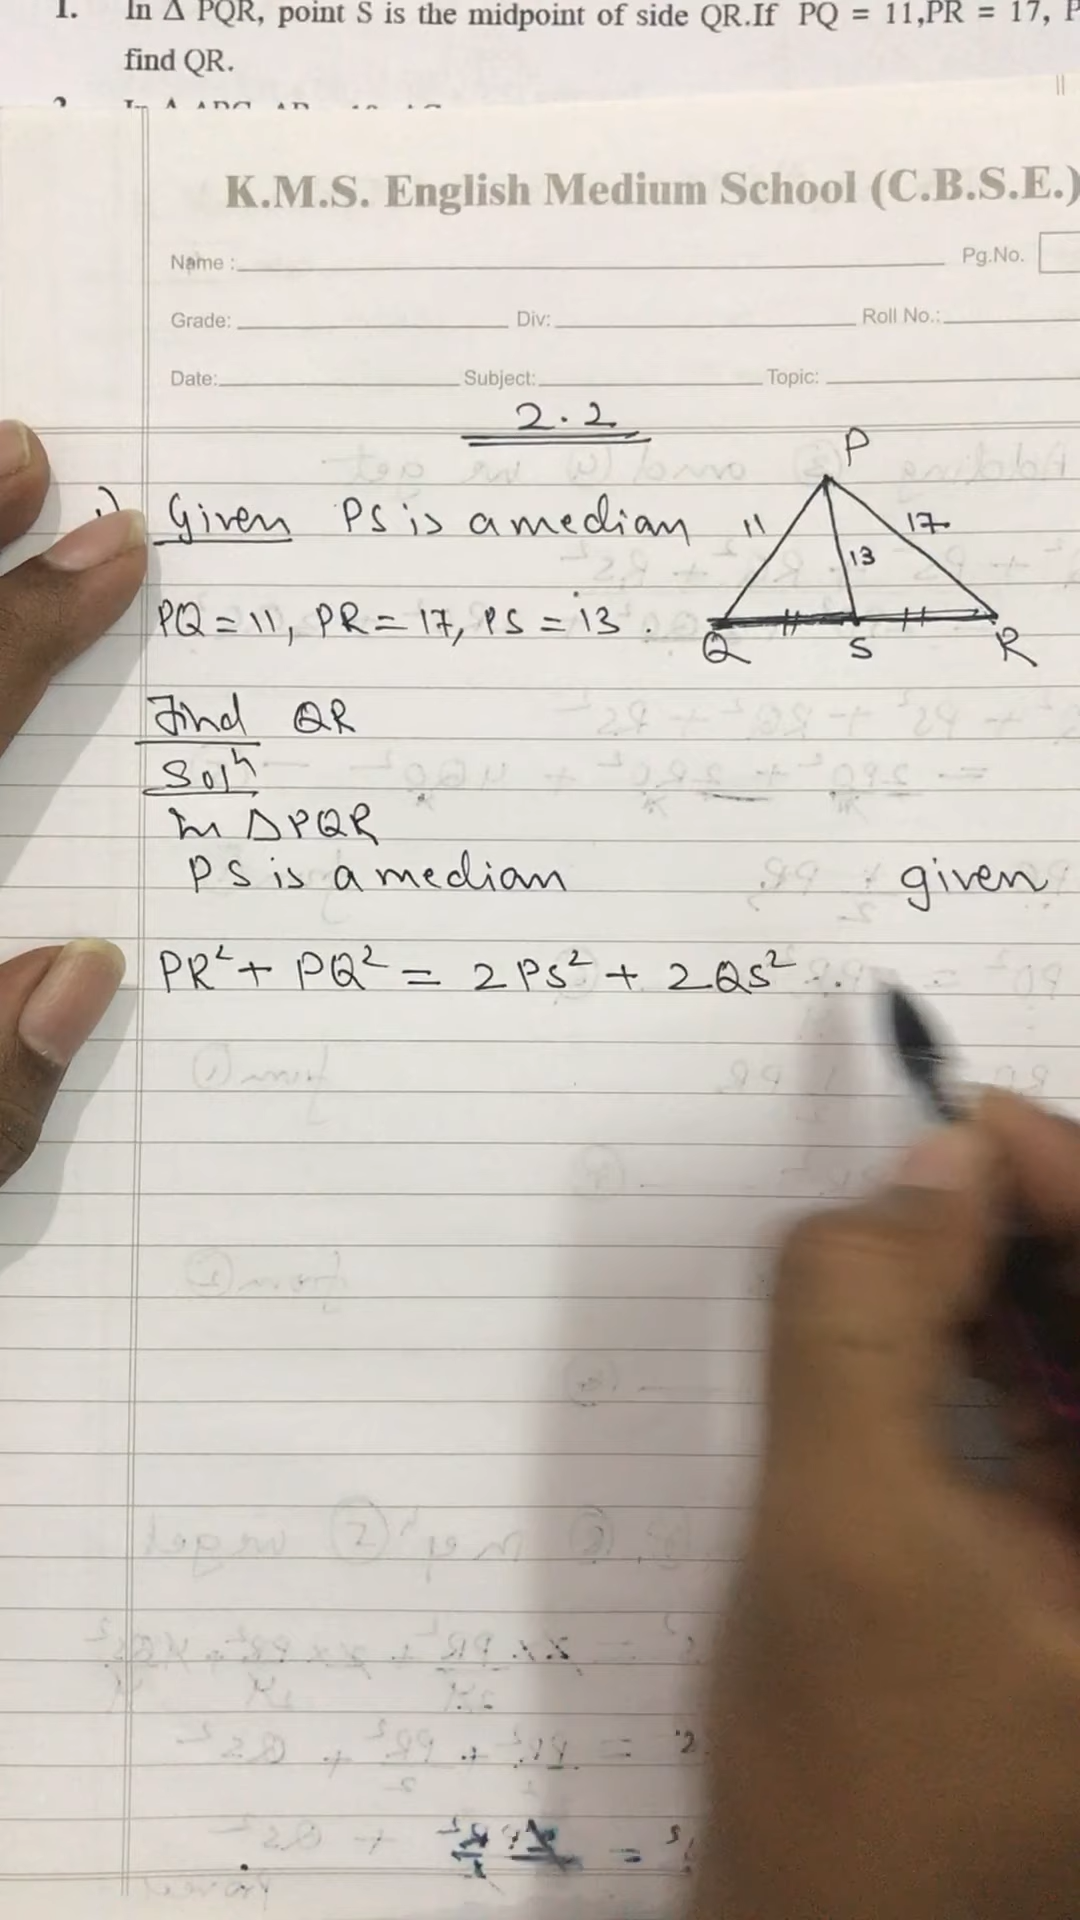 1. In Δ PQR, point S is the midpoint of side QR.If PQ = 11,PR = 17, P
find QR.
K.M.S. English Medium School (C.B.S.E.)
Name : Pg.No.
Grade: Div: Roll No.:
Date: Subject: Topic:
2.2
P
1) Given PS is a median 11 17
13
PQ = 11, PR = 17, PS = 13.
Q S R
Find QR
Solⁿ
In ΔPQR
PS is a median given
PR² + PQ² = 2PS² + 2QS²